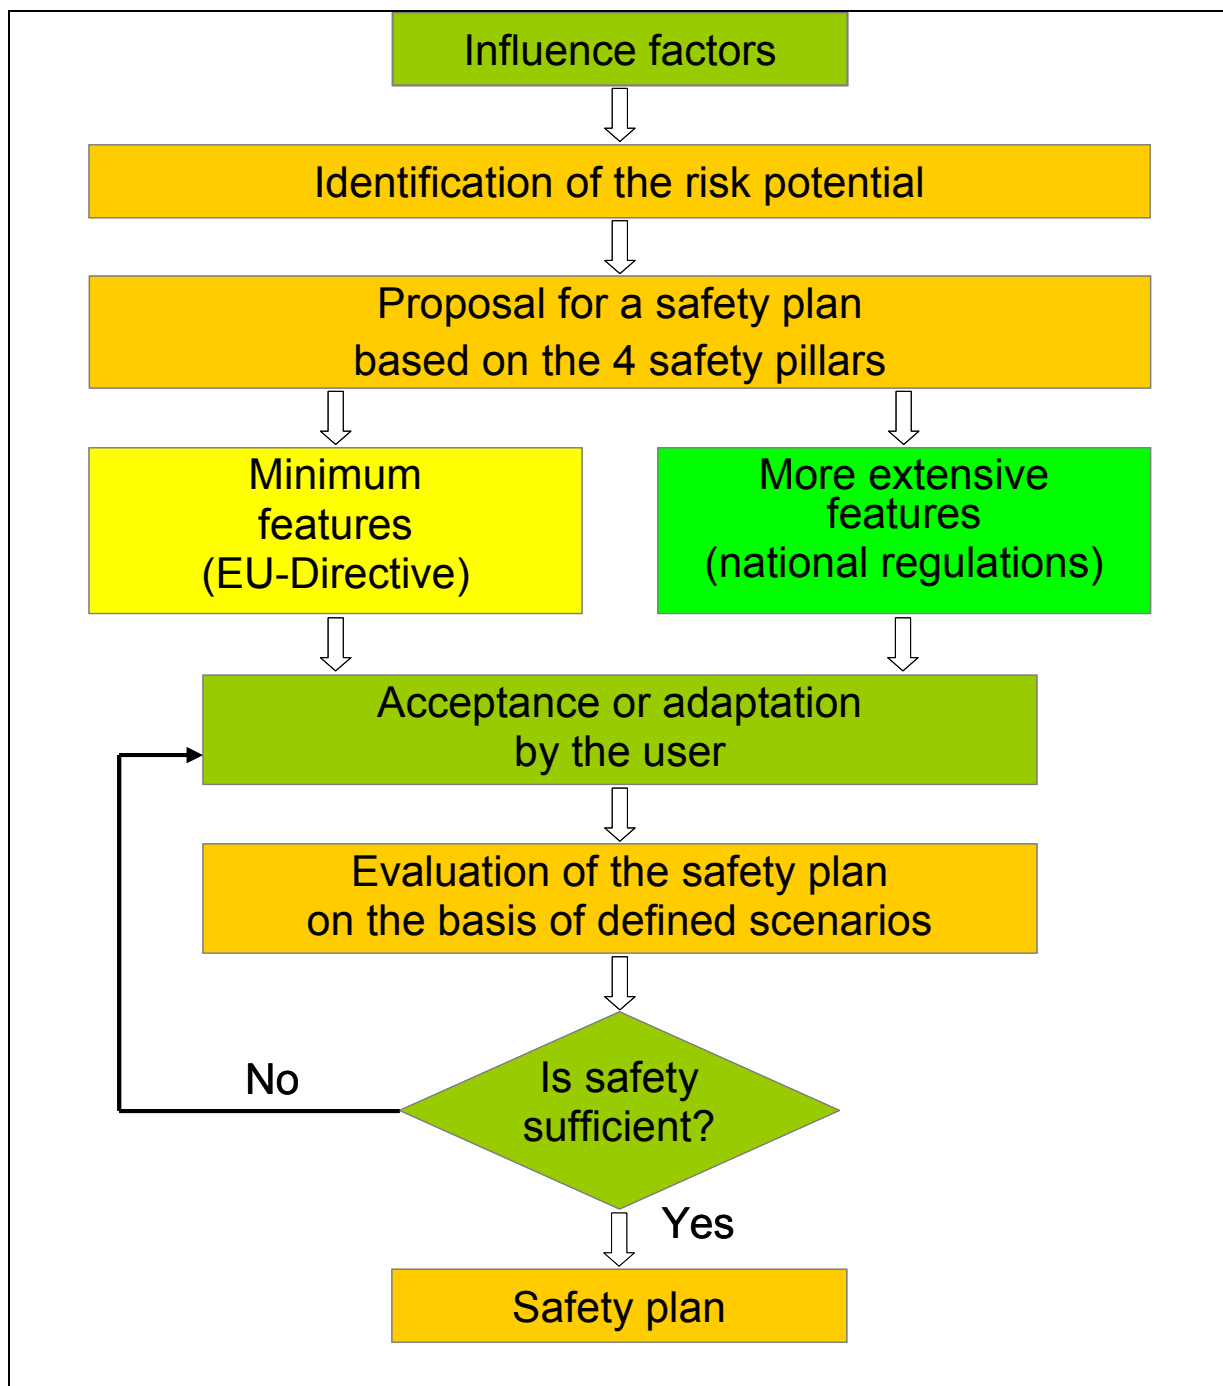 Influence factors
Identification of the risk potential
Proposal for a safety plan
based on the 4 safety pillars
Minimum
features
(EU-Directive)
More extensive
features
(national regulations)
Acceptance or adaptation
by the user
Evaluation of the safety plan
on the basis of defined scenarios
Is safety
sufficient?
No
Yes
Safety plan